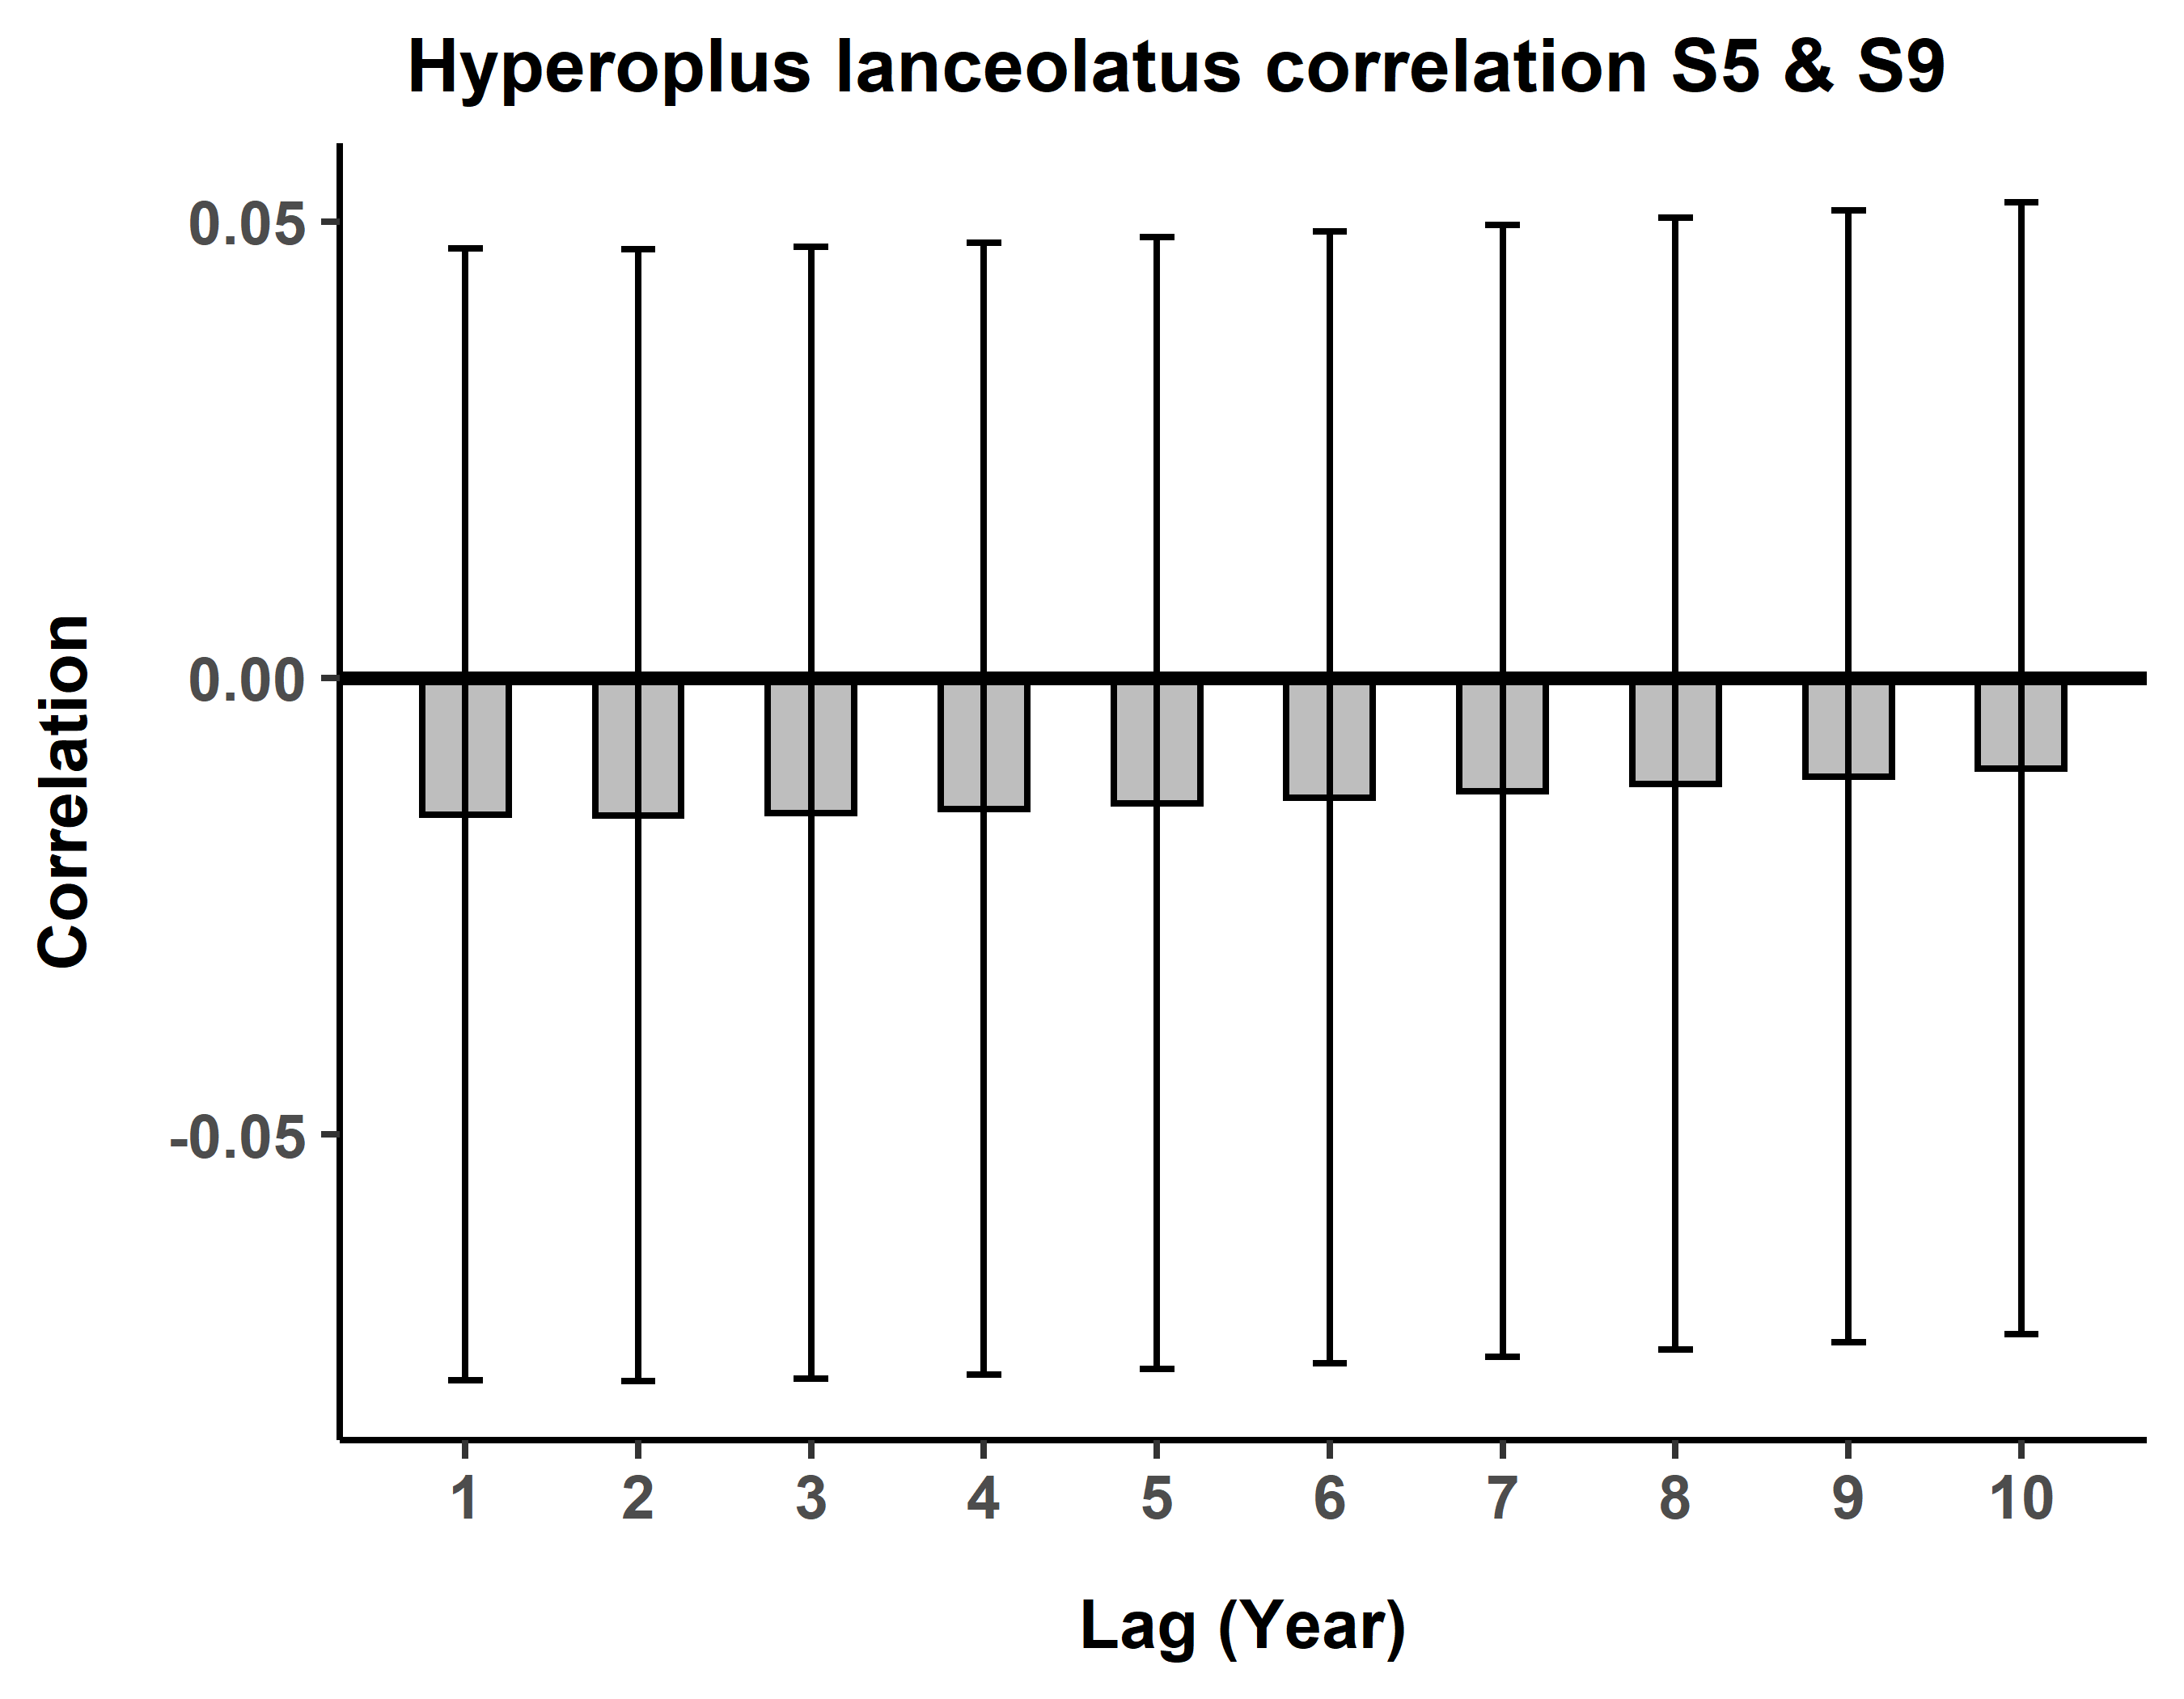 Hyperoplus lanceolatus correlation S5 & S9
0.05
0.00
-0.05
Correlation
1 2 3 4 5 6 7 8 9 10
Lag (Year)